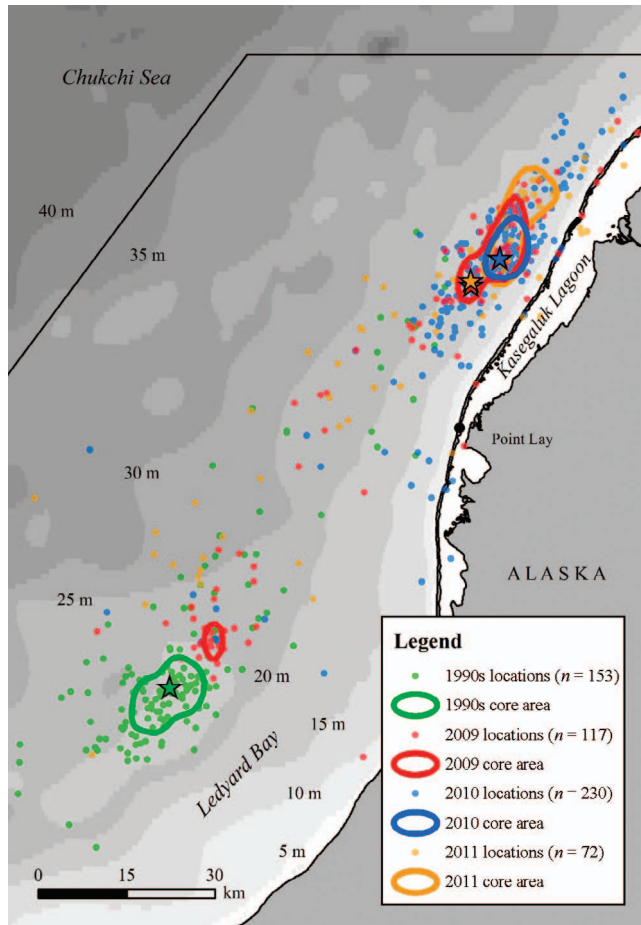 Chukchi Sea
40 m
35 m
Kasegaluk Lagoon
Point Lay
30 m
ALASKA
25 m
20 m
15 m
Ledyard Bay
10 m
5 m
Legend
1990s locations (n = 153)
1990s core area
2009 locations (n = 117)
2009 core area
2010 locations (n = 230)
2010 core area
2011 locations (n = 72)
2011 core area
0 15 30
km